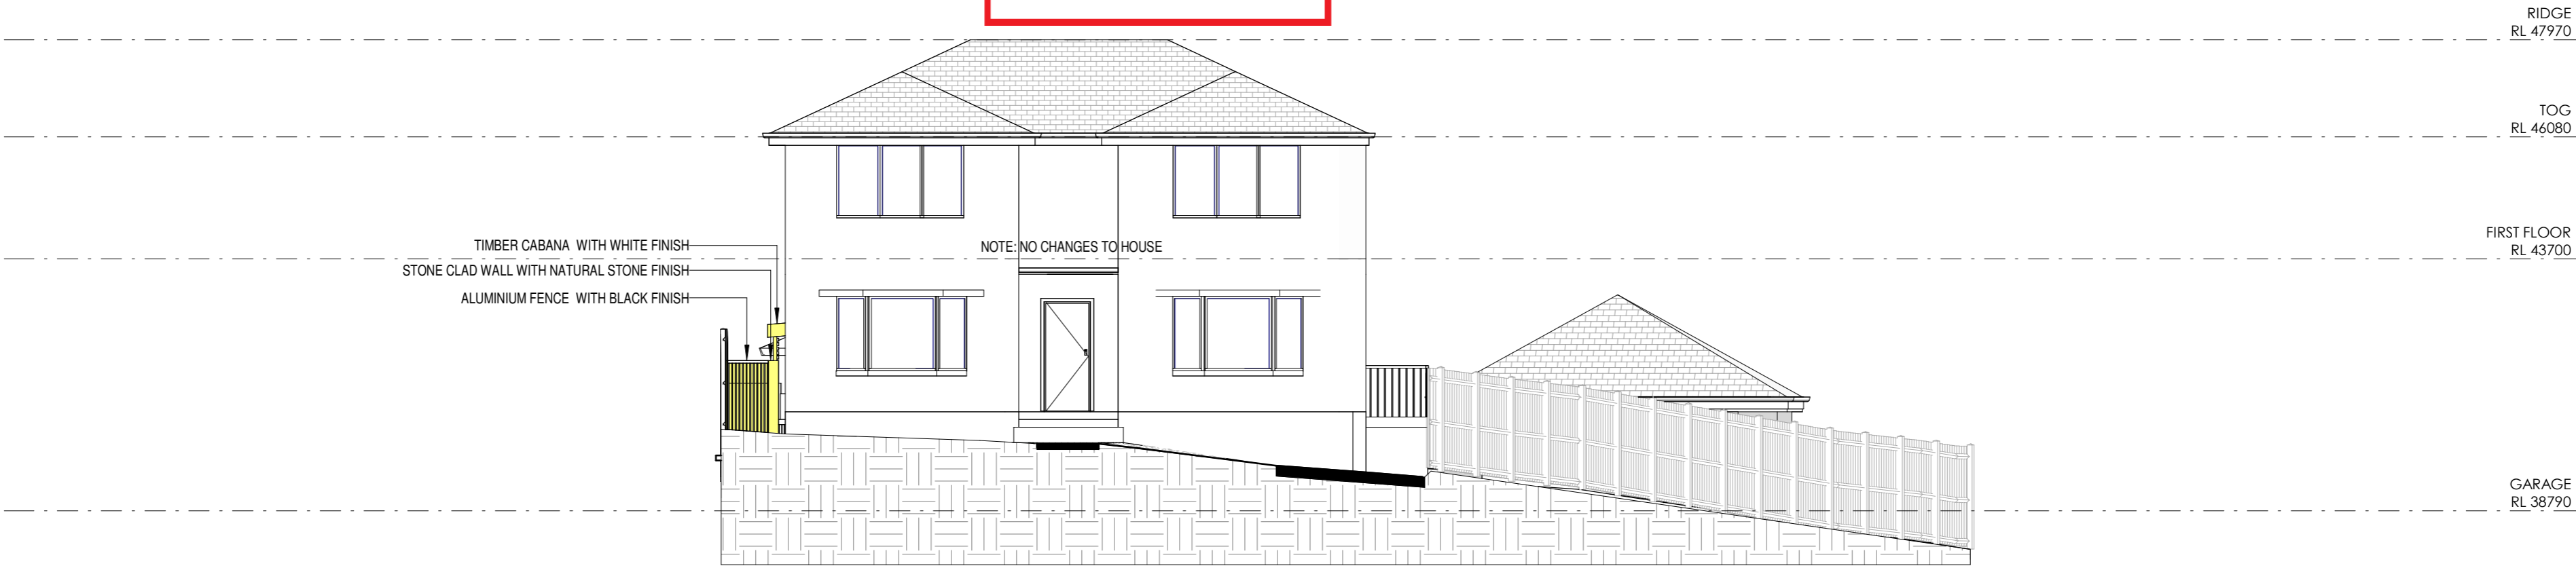 RIDGE
RL 47970
TOG
RL 46080
FIRST FLOOR
RL 43700
TIMBER CABANA WITH WHITE FINISH
NOTE: NO CHANGES TO HOUSE
STONE CLAD WALL WITH NATURAL STONE FINISH
ALUMINIUM FENCE WITH BLACK FINISH
GARAGE
RL 38790